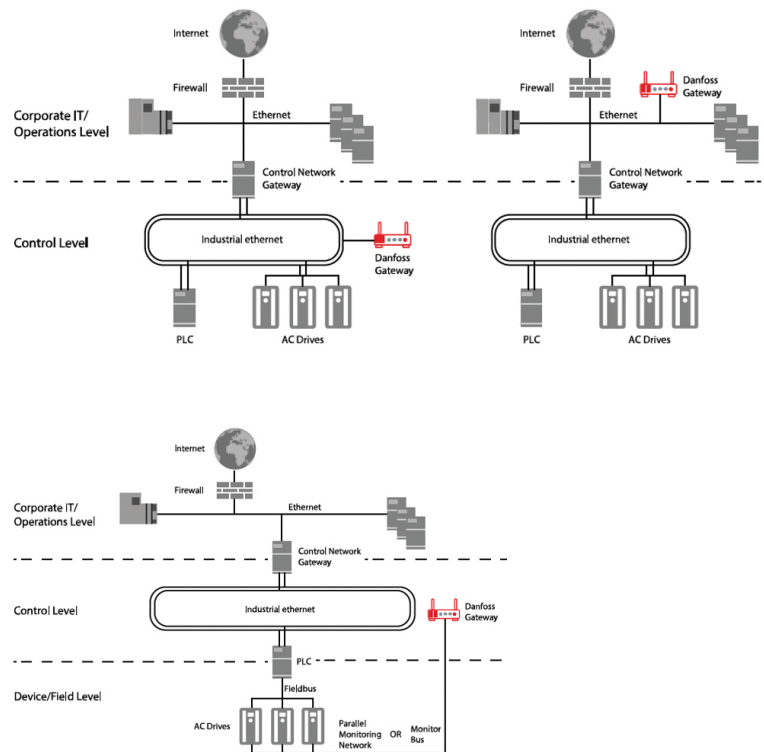 Internet
Firewall
Corporate IT/
Operations Level
Ethernet
Control Network
Gateway
Control Level
Industrial ethernet
Danfoss
Gateway
PLC
AC Drives
Internet
Firewall
Danfoss
Gateway
Ethernet
Control Network
Gateway
Industrial ethernet
PLC
AC Drives
Internet
Firewall
Corporate IT/
Operations Level
Ethernet
Control Network
Gateway
Control Level
Industrial ethernet
Danfoss
Gateway
PLC
Device/Field Level
Fieldbus
AC Drives
Parallel
Monitoring
Network
OR
Monitor
Bus